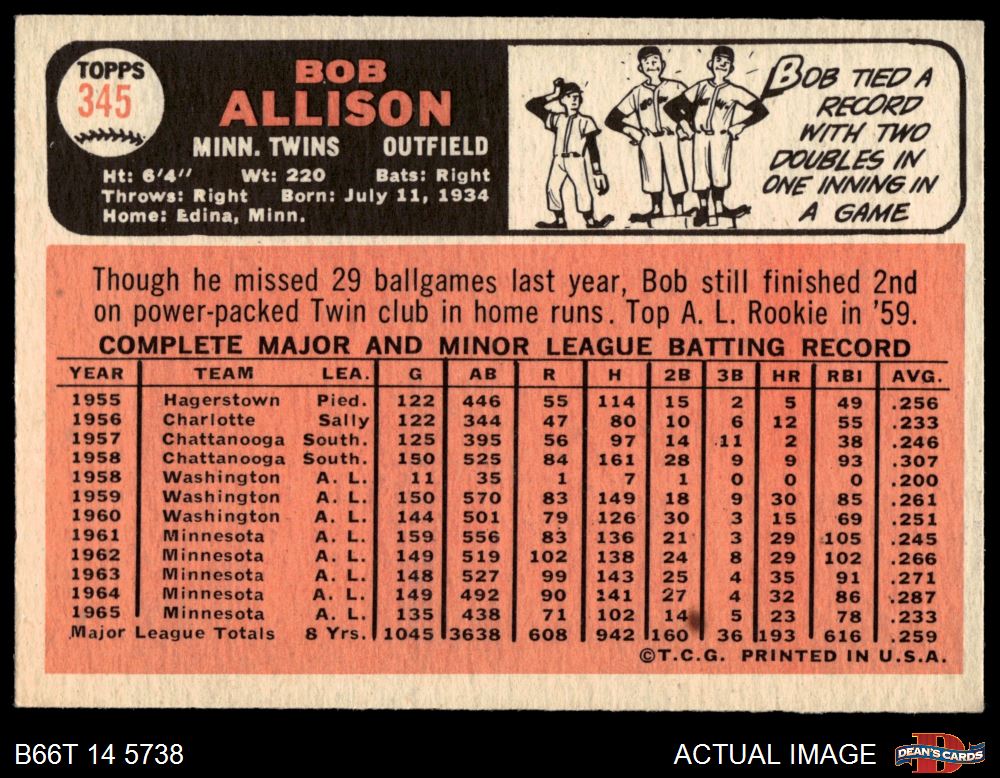 TOPPS
345
BOB
ALLISON
MINN. TWINS OUTFIELD
Ht: 6'4" Wt: 220 Bats: Right
Throws: Right Born: July 11, 1934
Home: Edina, Minn.
BOB TIED A
RECORD
WITH TWO
DOUBLES IN
ONE INNING IN
A GAME
Though he missed 29 ballgames last year, Bob still finished 2nd
on power-packed Twin club in home runs. Top A. L. Rookie in '59.
COMPLETE MAJOR AND MINOR LEAGUE BATTING RECORD
YEAR TEAM LEA. G AB R H 2B 3B HR RBI AVG.
1955 Hagerstown Pied. 122 446 55 114 15 2 5 49 .256
1956 Charlotte Sally 122 344 47 80 10 6 12 55 .233
1957 Chattanooga South. 125 395 56 97 14 11 2 38 .246
1958 Chattanooga South. 150 525 84 161 28 9 9 93 .307
1958 Washington A. L. 11 35 1 7 1 0 0 0 .200
1959 Washington A. L. 150 570 83 149 18 9 30 85 .261
1960 Washington A. L. 144 501 79 126 30 3 15 69 .251
1961 Minnesota A. L. 159 556 83 136 21 3 29 105 .245
1962 Minnesota A. L. 149 519 102 138 24 8 29 102 .266
1963 Minnesota A. L. 148 527 99 143 25 4 35 91 .271
1964 Minnesota A. L. 149 492 90 141 27 4 32 86 .287
1965 Minnesota A. L. 135 438 71 102 14 5 23 78 .233
Major League Totals 8 Yrs. 1045 3638 608 942 160 36 193 616 .259
©T.C.G. PRINTED IN U.S.A.
B66T 14 5738 ACTUAL IMAGE
DEAN'S CARDS